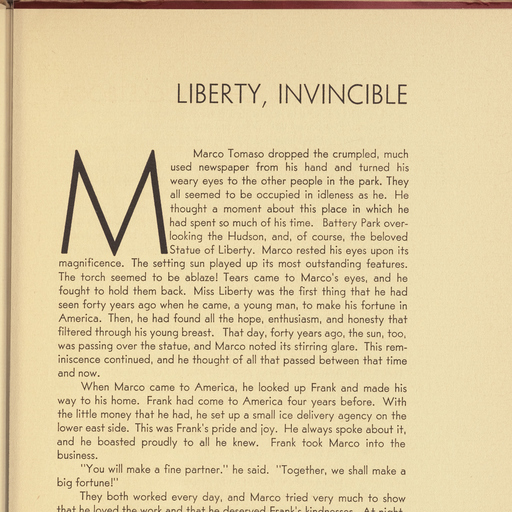 LIBERTY, INVINCIBLE
M
Marco Tomaso dropped the crumpled, much
used newspaper from his hand and turned his
weary eyes to the other people in the park. They
all seemed to be occupied in idleness as he. He
thought a moment about this place in which he
had spent so much of his time. Battery Park over-
looking the Hudson, and, of course, the beloved
Statue of Liberty. Marco rested his eyes upon its
magnificence. The setting sun played up its most outstanding features.
The torch seemed to be ablaze! Tears came to Marco's eyes, and he
fought to hold them back. Miss Liberty was the first thing that he had
seen forty years ago when he came, a young man, to make his fortune in
America. Then, he had found all the hope, enthusiasm, and honesty that
filtered through his young breast. That day, forty years ago, the sun, too,
was passing over the statue, and Marco noted its stirring glare. This rem-
iniscence continued, and he thought of all that passed between that time
and now.
When Marco came to America, he looked up Frank and made his
way to his home. Frank had come to America four years before. With
the little money that he had, he set up a small ice delivery agency on the
lower east side. This was Frank's pride and joy. He always spoke about it,
and he boasted proudly to all he knew. Frank took Marco into the
business.
"You will make a fine partner." he said. "Together, we shall make a
big fortune!"
They both worked every day, and Marco tried very much to show
that he loved the work and that he deserved Frank's kindnesses. At night,